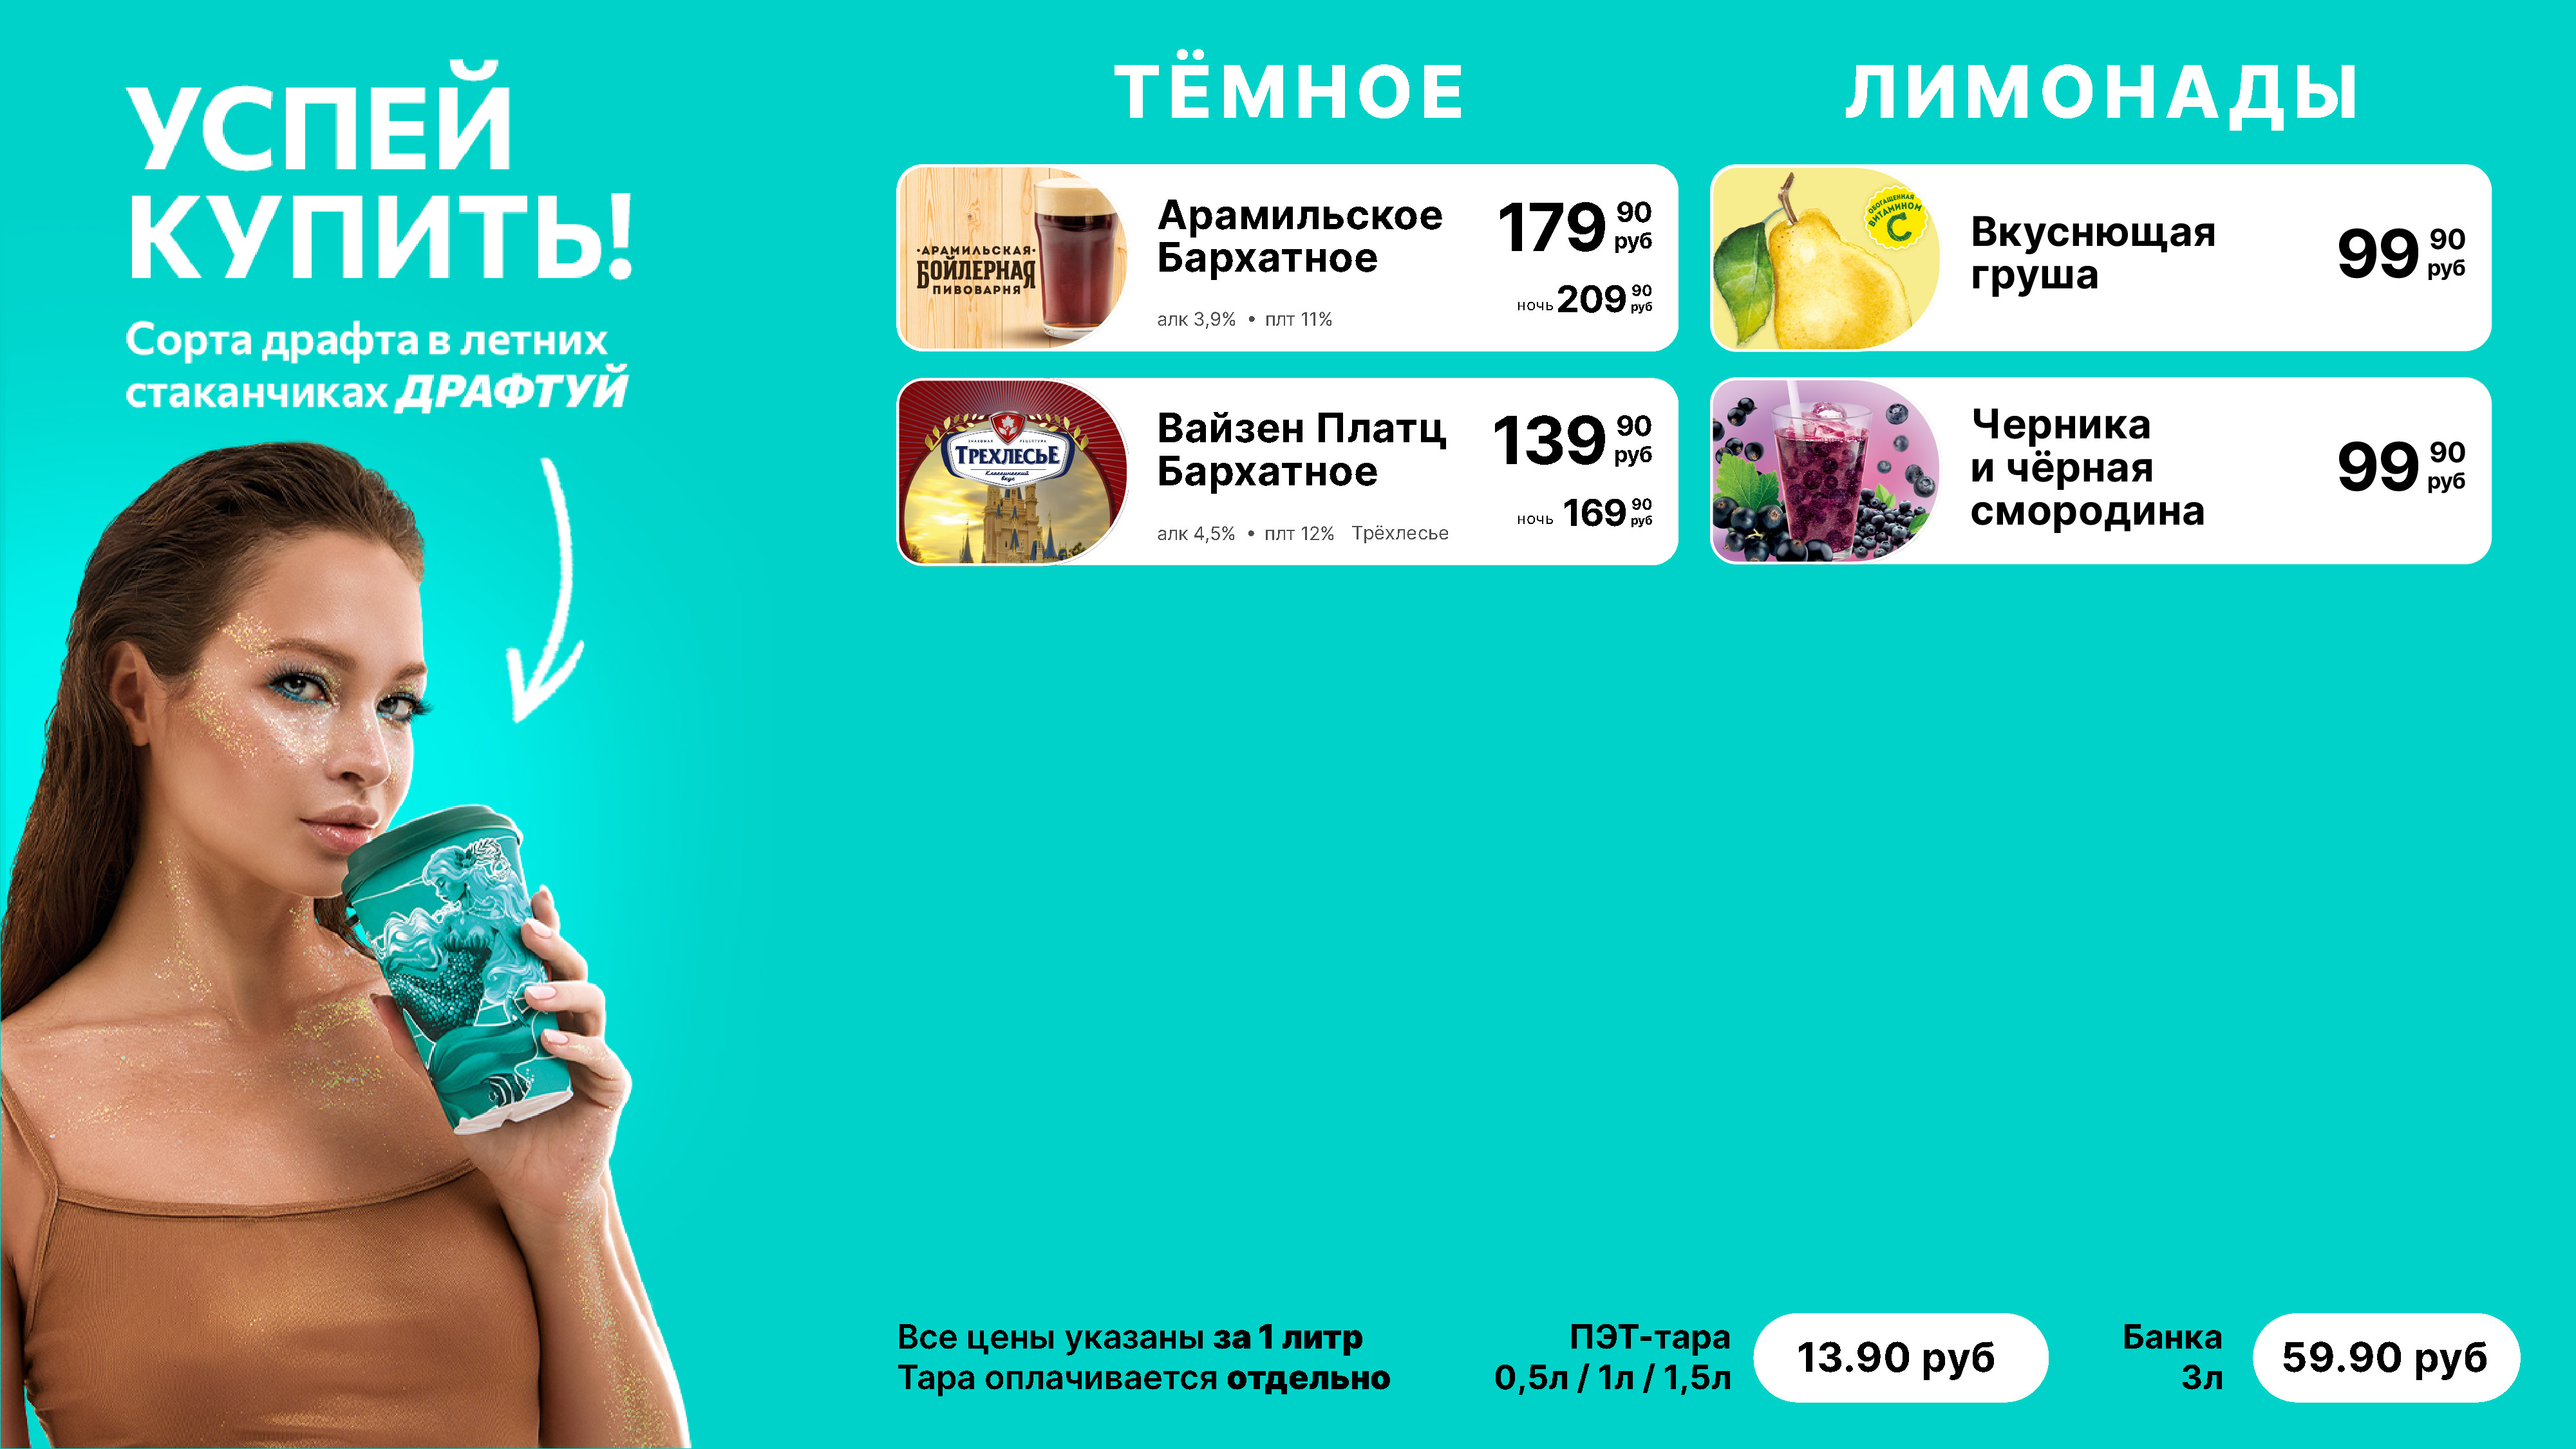 УСПЕЙ
КУПИТЬ!
Сорта драфта в летних
стаканчиках ДРАФТУЙ
ТЁМНОЕ
•АРАМИЛЬСКАЯ•
БОЙЛЕРНАЯ
ПИВОВАРНЯ
Арамильское
Бархатное
алк 3,9% • плт 11%
179 90 руб
ночь 209 90 руб
ТРЕХЛЕСЬЕ
Классический
вкус
Вайзен Платц
Бархатное
алк 4,5% • плт 12% Трёхлесье
139 90 руб
ночь 169 90 руб
ЛИМОНАДЫ
ОБОГАЩЕННАЯ
ВИТАМИНОМ
C
Вкуснющая
груша
99 90 руб
Черника
и чёрная
смородина
99 90 руб
Все цены указаны за 1 литр
Тара оплачивается отдельно
ПЭТ-тара
0,5л / 1л / 1,5л
13.90 руб
Банка
3л
59.90 руб